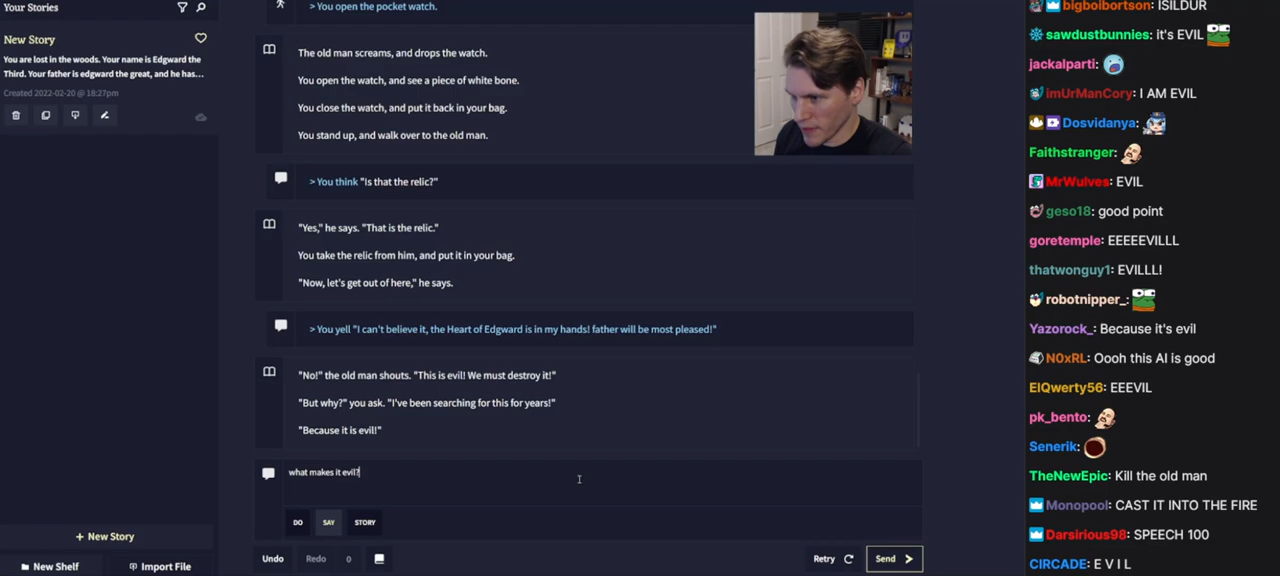 Your Stories
New Story
You are lost in the woods. Your name is Edgward the
Third. Your father is edgward the great, and he has...
Created 2022-02-20 @ 18:27pm
+ New Story
New Shelf
Import File
> You open the pocket watch.
The old man screams, and drops the watch.
You open the watch, and see a piece of white bone.
You close the watch, and put it back in your bag.
You stand up, and walk over to the old man.
> You think "Is that the relic?"
"Yes," he says. "That is the relic."
You take the relic from him, and put it in your bag.
"Now, let's get out of here," he says.
> You yell "I can't believe it, the Heart of Edgward is in my hands! father will be most pleased!"
"No!" the old man shouts. "This is evil! We must destroy it!"
"But why?" you ask. "I've been searching for this for years!"
"Because it is evil!"
what makes it evil?
DO
SAY
STORY
Undo
Redo
0
Retry
Send
bigboibortson: ISILDUR
sawdustbunnies: it's EVIL
jackalparti:
imUrManCory: I AM EVIL
Dosvidanya:
Faithstranger:
MrWulves: EVIL
geso18: good point
goretemple: EEEEEVILLL
thatwonguy1: EVILLL!
robotnipper_:
Yazorock_: Because it's evil
N0xRL: Oooh this AI is good
ElQwerty56: EEEVIL
pk_bento:
Senerik:
TheNewEpic: Kill the old man
Monopool: CAST IT INTO THE FIRE
Darsirious98: SPEECH 100
CIRCADE: E V I L